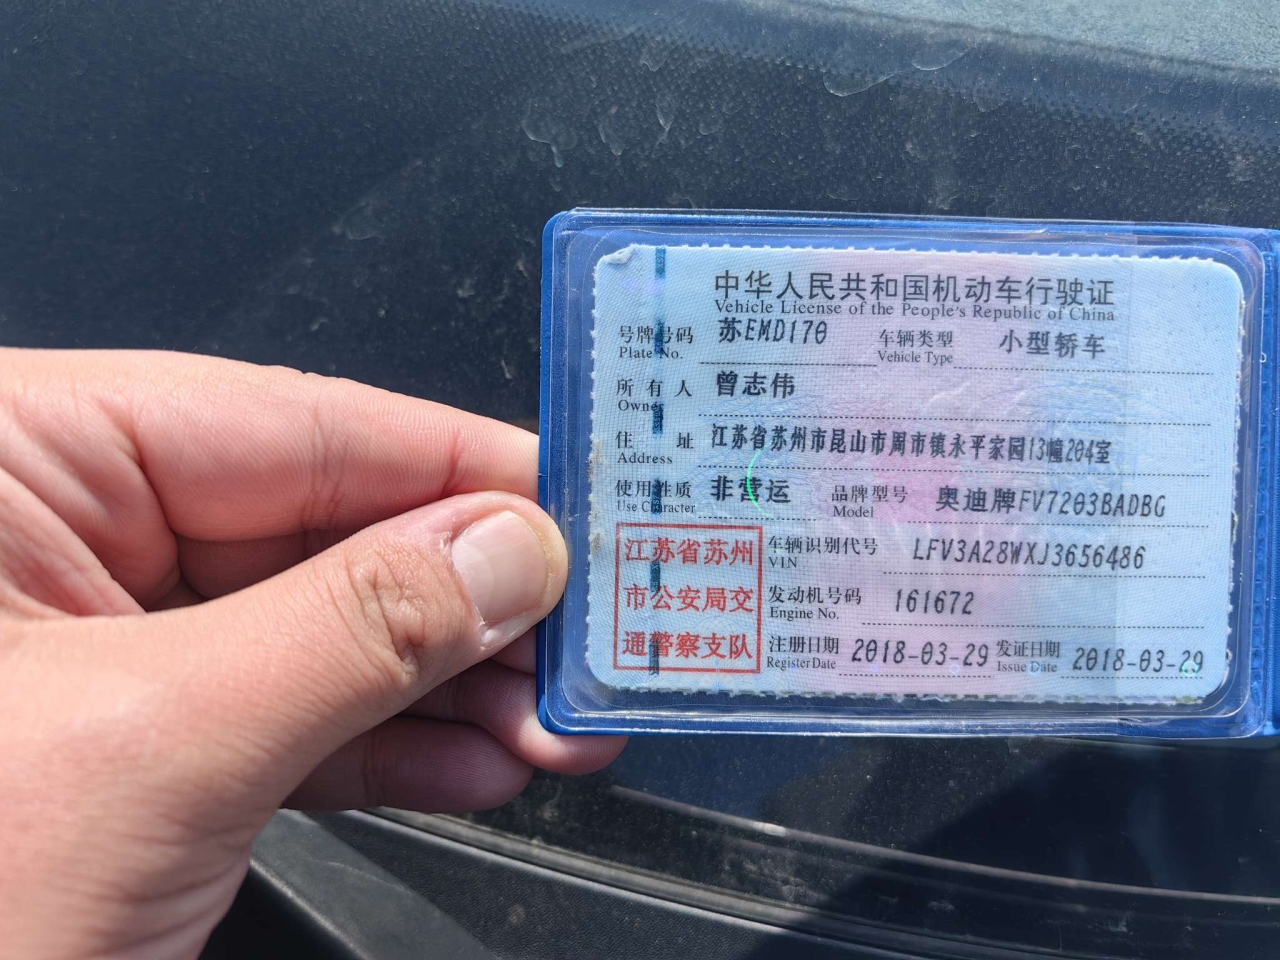 中华人民共和国机动车行驶证
Vehicle License of the People's Republic of China
号牌号码 苏EMD170 车辆类型 小型轿车
Plate No. Vehicle Type
所有人 曾志伟
Owner
住址 江苏省苏州市昆山市周市镇永平家园13幢204室
Address
使用性质 非营运 品牌型号 奥迪牌FV7203BADBG
Use Character Model
江苏省苏州
市公安局交
通警察支队
车辆识别代号 LFV3A28WXJ3656486
VIN
发动机号码 161672
Engine No.
注册日期 2018-03-29 发证日期 2018-03-29
Register Date Issue Date